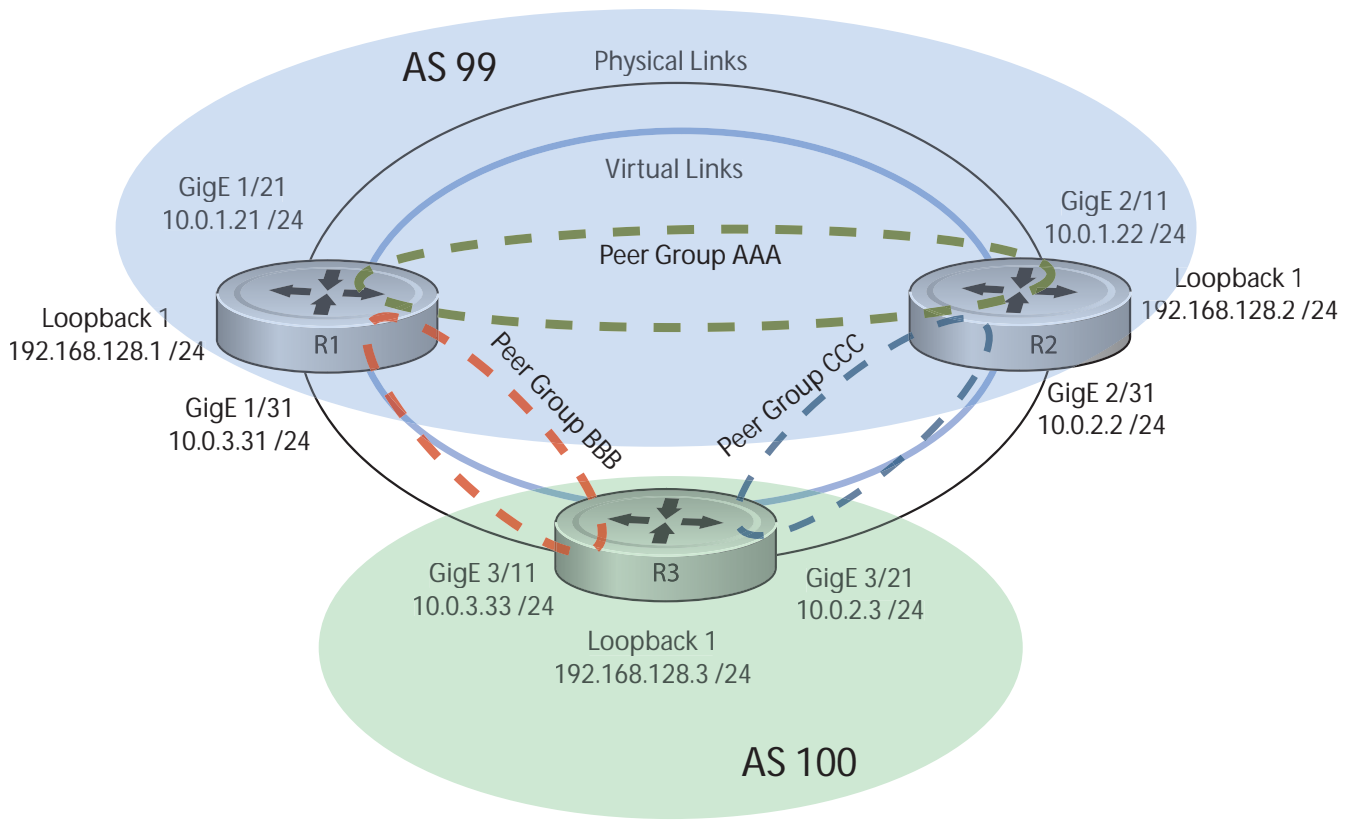 AS 99
Physical Links
Virtual Links
GigE 1/21
10.0.1.21 /24
GigE 2/11
10.0.1.22 /24
Peer Group AAA
Loopback 1
192.168.128.1 /24
R1
Loopback 1
192.168.128.2 /24
R2
Peer Group BBB
Peer Group CCC
GigE 1/31
10.0.3.31 /24
GigE 2/31
10.0.2.2 /24
GigE 3/11
10.0.3.33 /24
R3
GigE 3/21
10.0.2.3 /24
Loopback 1
192.168.128.3 /24
AS 100